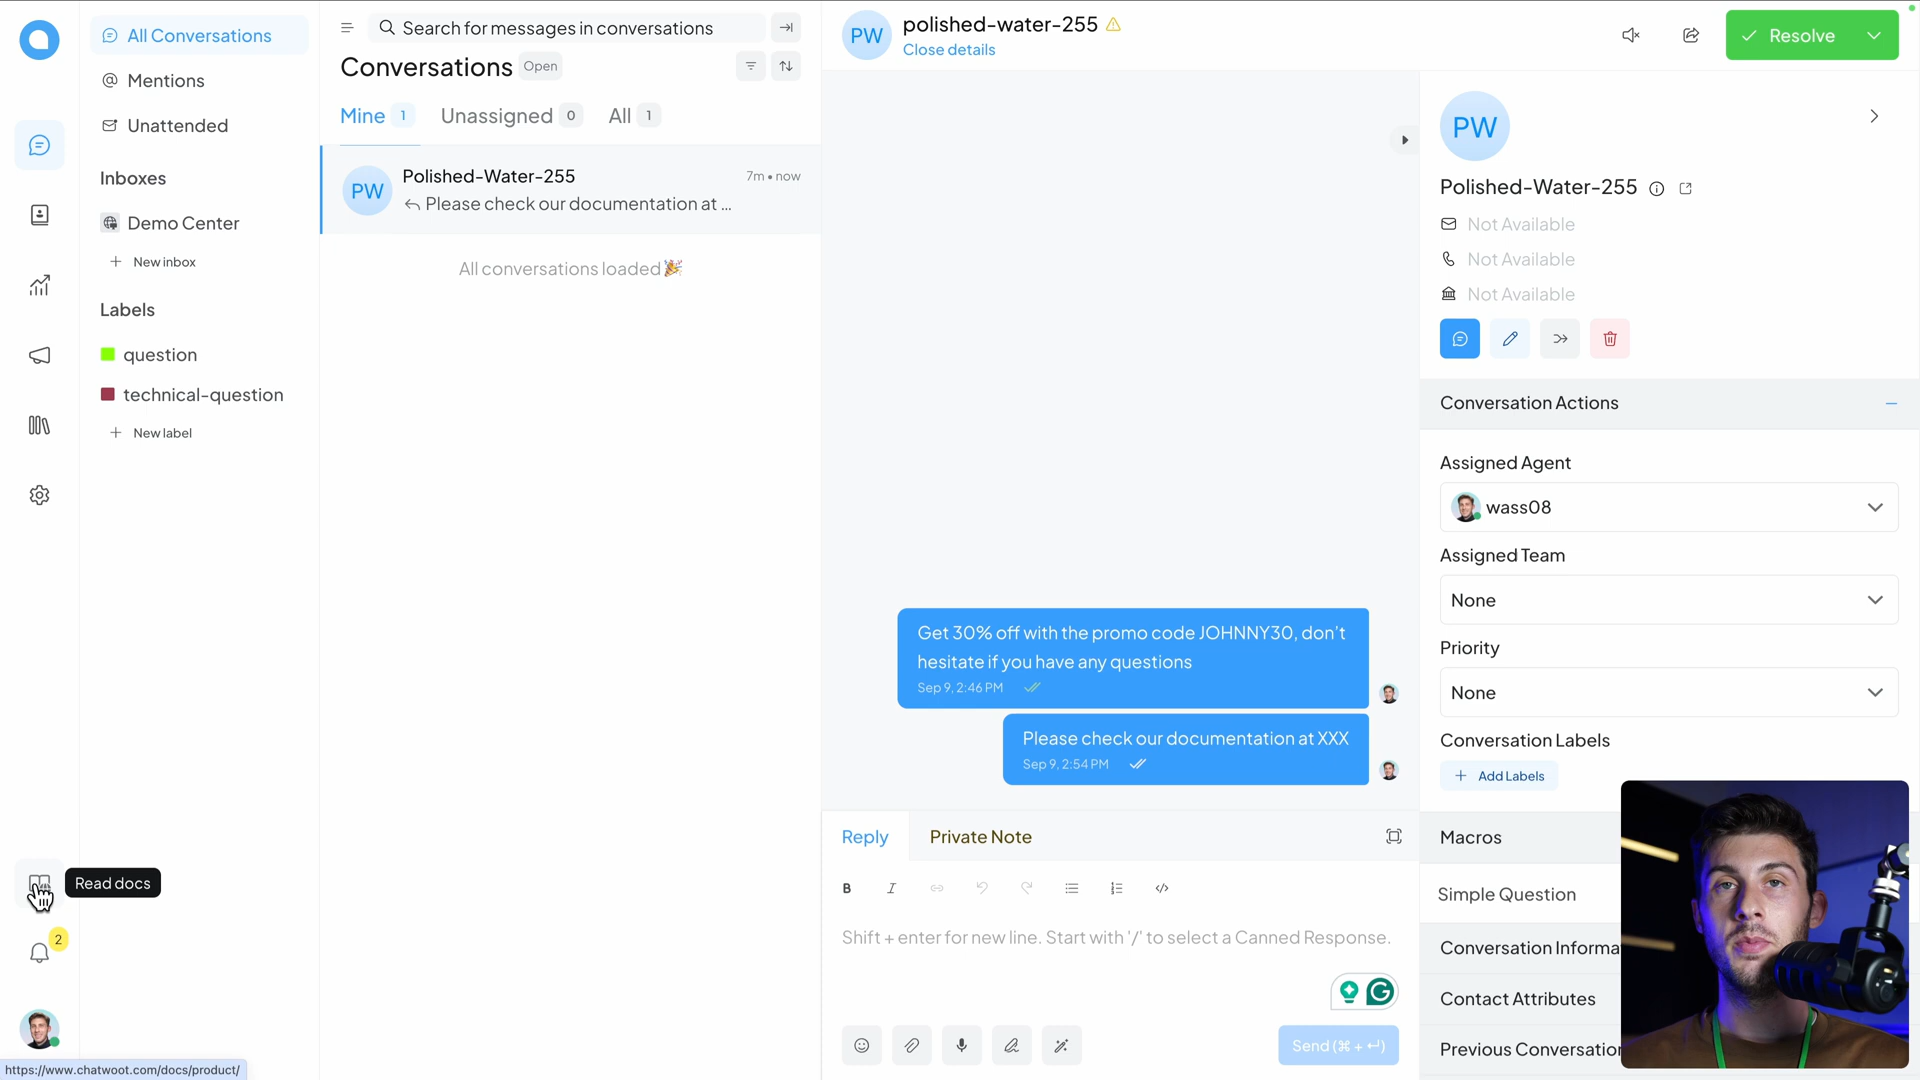 All Conversations
Mentions
Unattended
Inboxes
Demo Center
New inbox
Labels
question
technical-question
New label
Read docs
2
https://www.chatwoot.com/docs/product/
Search for messages in conversations
Conversations Open
Mine 1 Unassigned 0 All 1
PW
Polished-Water-255
7m • now
Please check our documentation at ...
All conversations loaded 🎉
PW
polished-water-255
Close details
Resolve
Get 30% off with the promo code JOHNNY30, don't
hesitate if you have any questions
Sep 9, 2:46 PM
Please check our documentation at XXX
Sep 9, 2:54 PM
Reply
Private Note
B I
Shift + enter for new line. Start with '/' to select a Canned Response.
Send (⌘ + ↵)
PW
Polished-Water-255
Not Available
Not Available
Not Available
Conversation Actions
Assigned Agent
wass08
Assigned Team
None
Priority
None
Conversation Labels
Add Labels
Macros
Simple Question
Conversation Informa
Contact Attributes
Previous Conversation